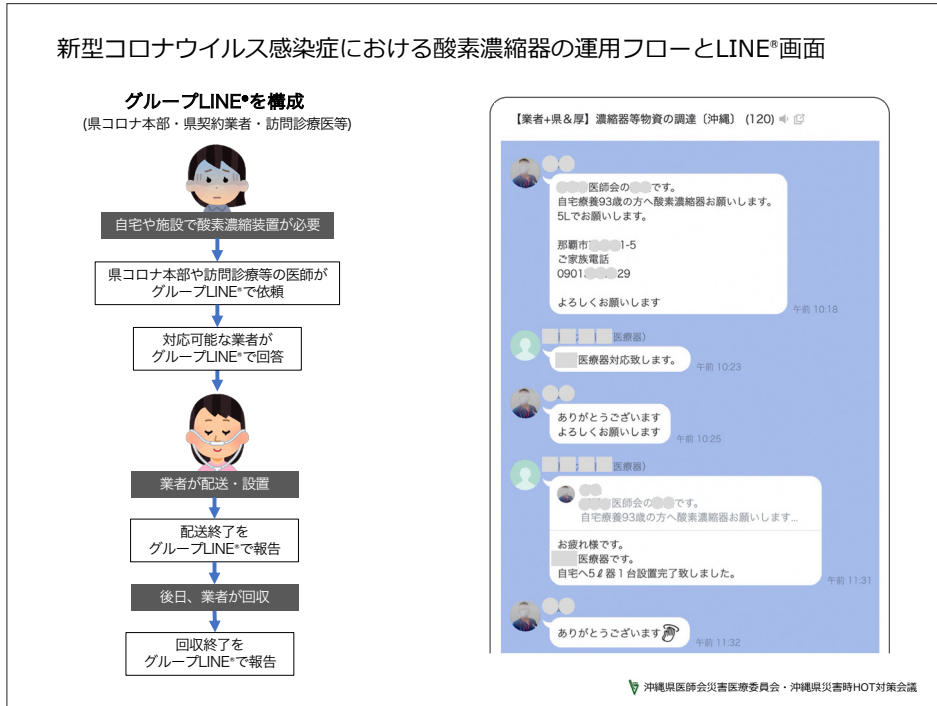 新型コロナウイルス感染症における酸素濃縮器の運用フローとLINE®画面
グループLINE®を構成
(県コロナ本部・県契約業者・訪問診療医等)
自宅や施設で酸素濃縮装置が必要
県コロナ本部や訪問診療等の医師が
グループLINE®で依頼
対応可能な業者が
グループLINE®で回答
業者が配送・設置
配送終了を
グループLINE®で報告
後日、業者が回収
回収終了を
グループLINE®で報告
【業者+県&厚】濃縮器等物資の調達〔沖縄〕 (120)
医師会の です。
自宅療養93歳の方へ酸素濃縮器お願いします。
5Lでお願いします。
那覇市 1-5
ご家族電話
0901 29
よろしくお願いします
午前 10:18
医療器)
医療器対応致します。
午前 10:23
ありがとうございます
よろしくお願いします
午前 10:25
医療器)
医師会の です。
自宅療養93歳の方へ酸素濃縮器お願いします...
お疲れ様です。
医療器です。
自宅へ5ℓ器1台設置完了致しました。
午前 11:31
ありがとうございます
午前 11:32
沖縄県医師会災害医療委員会・沖縄県災害時HOT対策会議